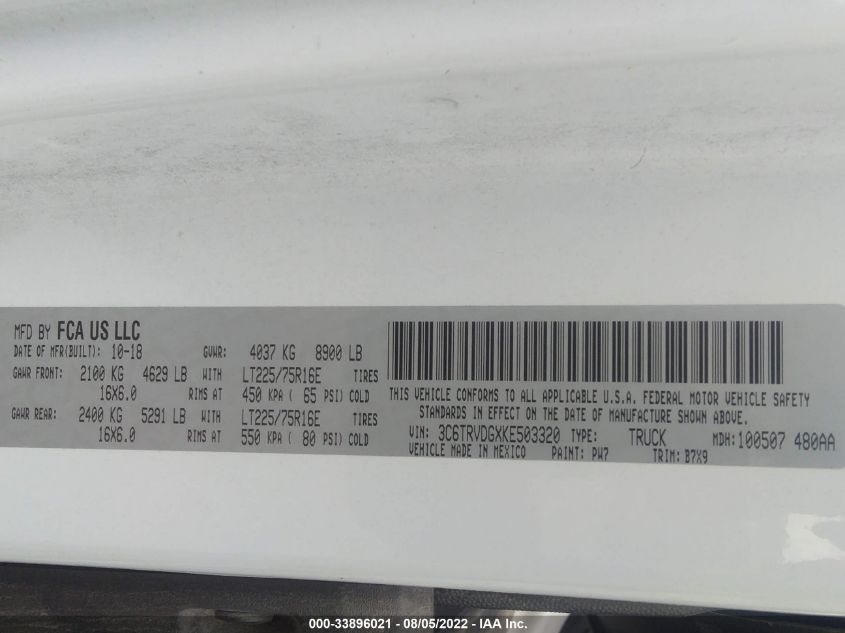 MFD BY FCA US LLC
DATE OF MFR(BUILT): 10-18 GVWR: 4037 KG 8900 LB
GAWR FRONT: 2100 KG 4629 LB WITH LT225/75R16E TIRES
16X6.0 RIMS AT 450 KPA ( 65 PSI) COLD
GAWR REAR: 2400 KG 5291 LB WITH LT225/75R16E TIRES
16X6.0 RIMS AT 550 KPA ( 80 PSI) COLD
THIS VEHICLE CONFORMS TO ALL APPLICABLE U.S.A. FEDERAL MOTOR VEHICLE SAFETY
STANDARDS IN EFFECT ON THE DATE OF MANUFACTURE SHOWN ABOVE.
VIN: 3C6TRVDGXKE503320 TYPE: TRUCK MDH:100507 480AA
VEHICLE MADE IN MEXICO PAINT: PW7 TRIM: B7X9
000-33896021 - 08/05/2022 - IAA Inc.